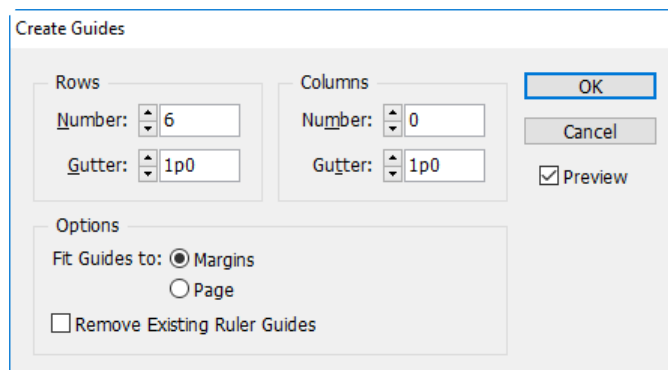 Create Guides
Rows
Number: 6
Gutter: 1p0
Columns
Number: 0
Gutter: 1p0
OK
Cancel
Preview
Options
Fit Guides to: Margins
Page
Remove Existing Ruler Guides